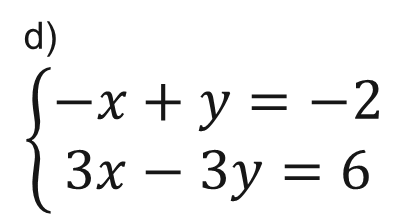 d)
−x + y = −2
3x − 3y = 6